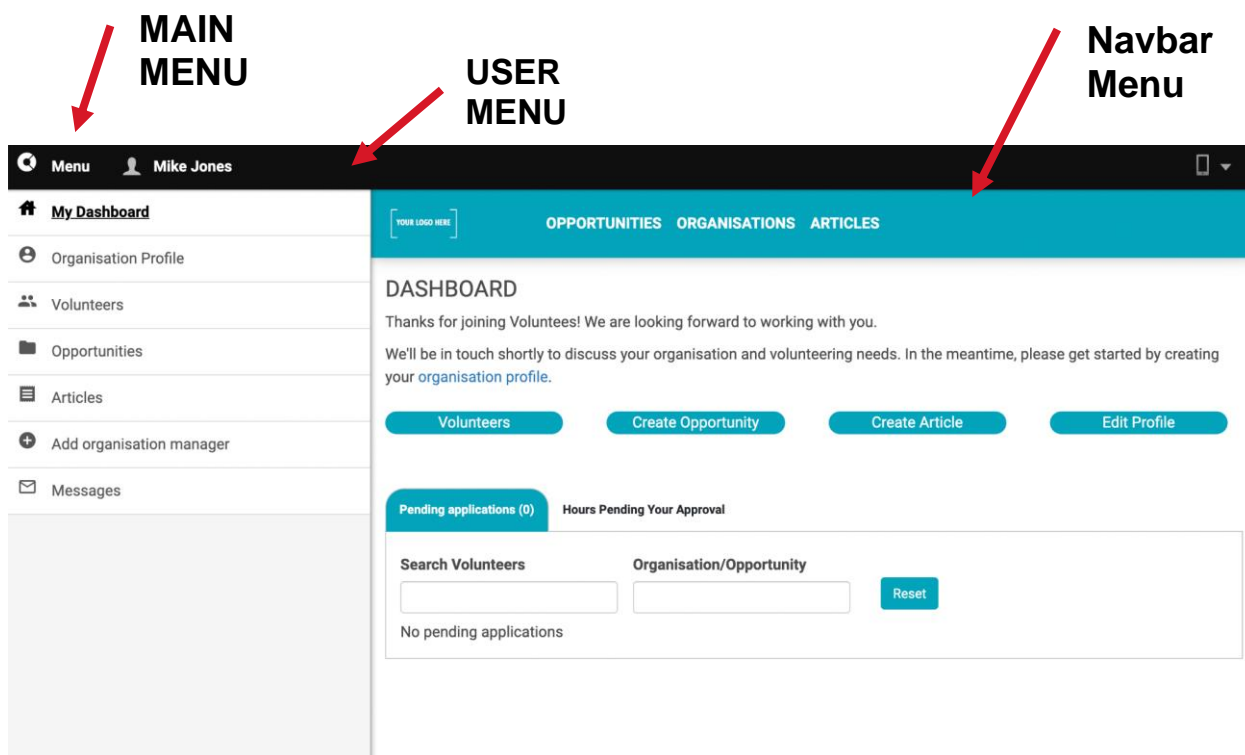 MAIN
MENU
USER
MENU
Navbar
Menu
Menu Mike Jones
My Dashboard
Organisation Profile
Volunteers
Opportunities
Articles
Add organisation manager
Messages
YOUR LOGO HERE OPPORTUNITIES ORGANISATIONS ARTICLES
DASHBOARD
Thanks for joining Voluntees! We are looking forward to working with you.
We'll be in touch shortly to discuss your organisation and volunteering needs. In the meantime, please get started by creating
your organisation profile.
Volunteers Create Opportunity Create Article Edit Profile
Pending applications (0) Hours Pending Your Approval
Search Volunteers Organisation/Opportunity
Reset
No pending applications